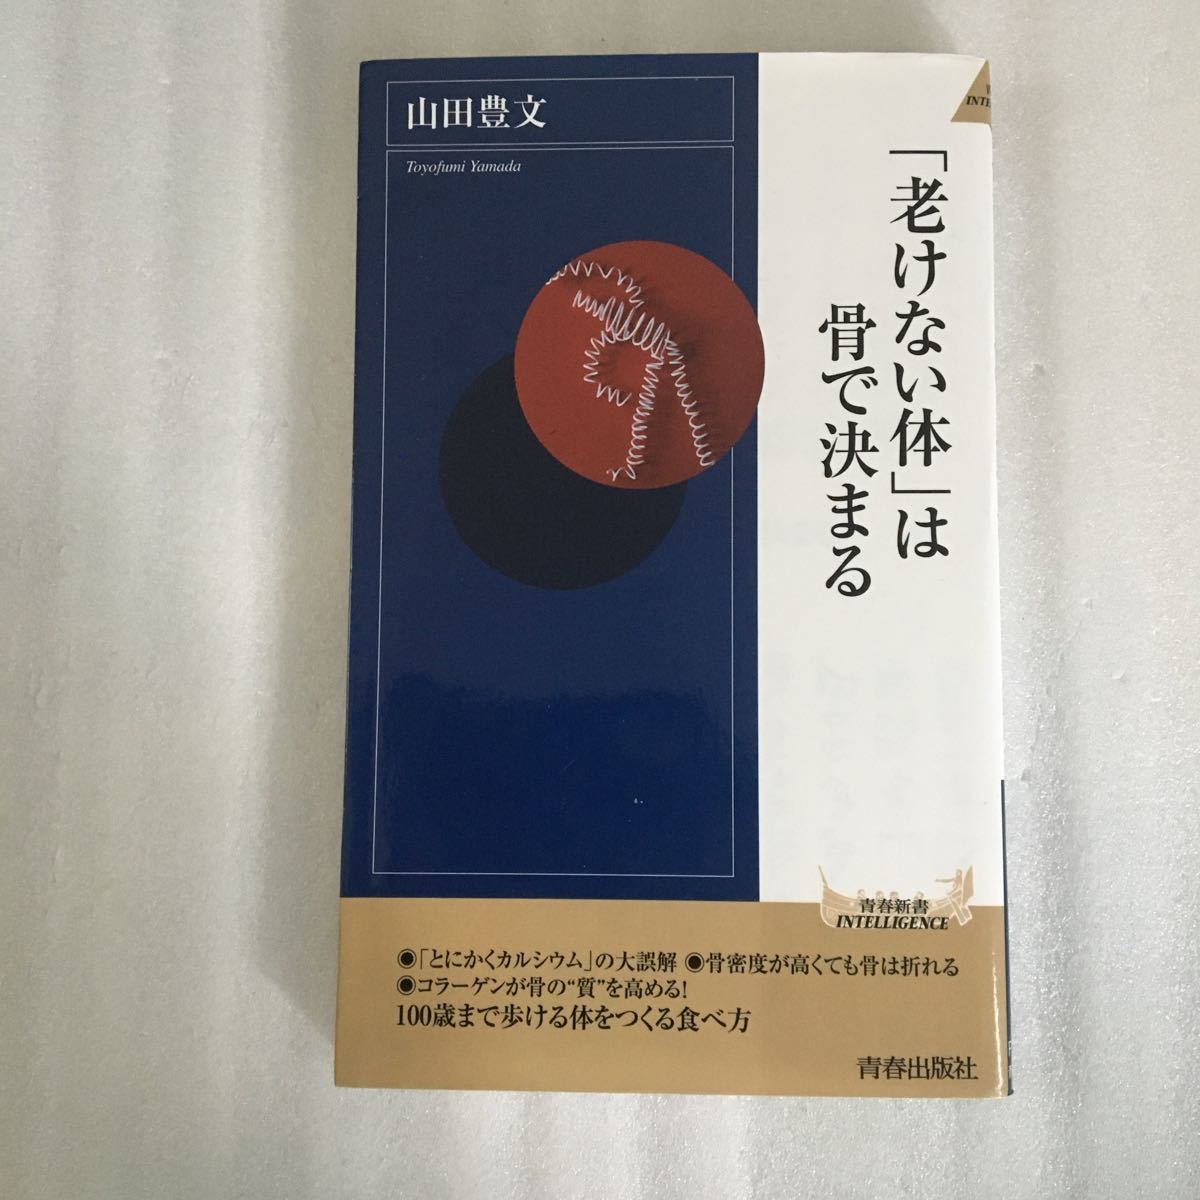 山田豊文
Toyofumi Yamada
「老けない体」は
骨で決まる
青春新書
INTELLIGENCE
◉「とにかくカルシウム」の大誤解 ◉骨密度が高くても骨は折れる
◉コラーゲンが骨の“質”を高める!
100歳まで歩ける体をつくる食べ方
青春出版社